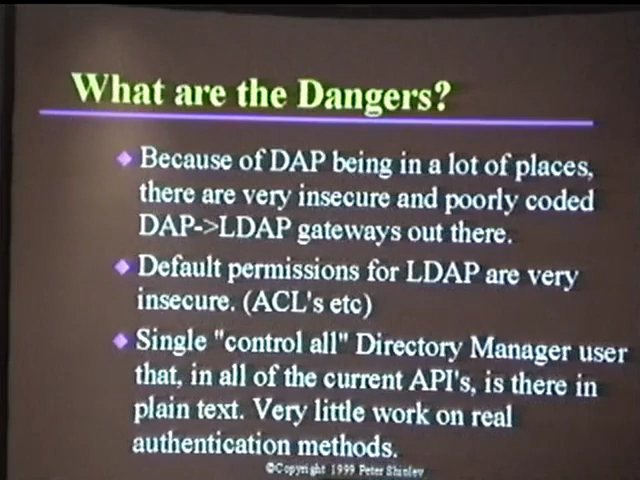 What are the Dangers?
Because of DAP being in a lot of places,
there are very insecure and poorly coded
DAP->LDAP gateways out there.
Default permissions for LDAP are very
insecure. (ACL's etc)
Single "control all" Directory Manager user
that, in all of the current API's, is there in
plain text. Very little work on real
authentication methods.
©Copyright 1999 Peter Shipley